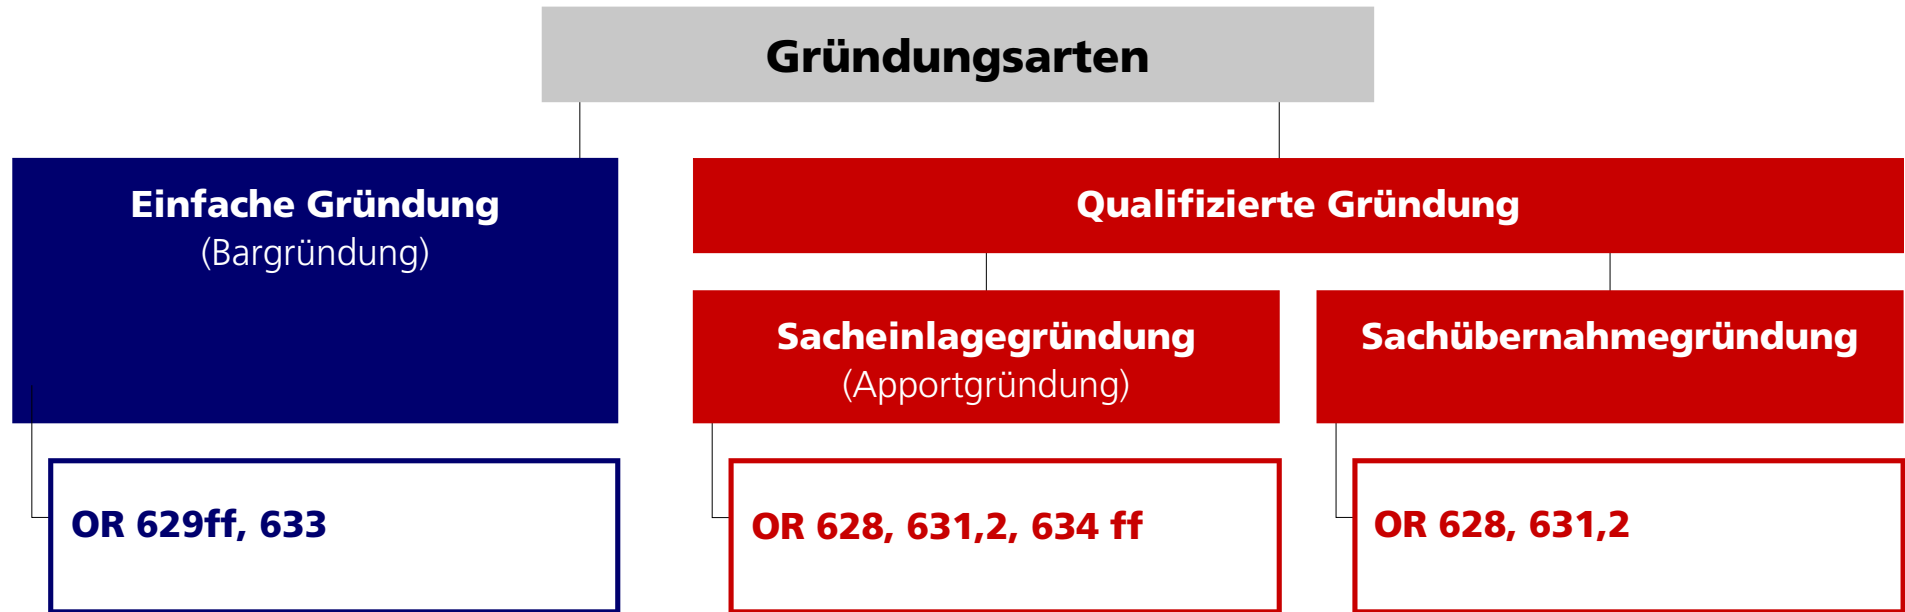 Gründungsarten
Einfache Gründung
(Bargründung)
Qualifizierte Gründung
Sacheinlagegründung
(Apportgründung)
Sachübernahmegründung
OR 629ff, 633
OR 628, 631,2, 634 ff
OR 628, 631,2